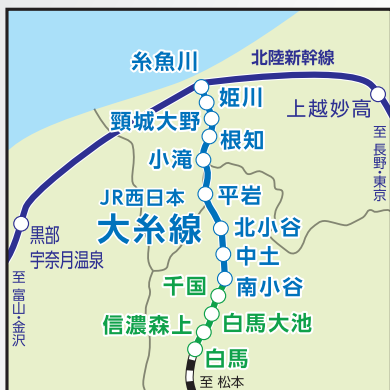 糸魚川
北陸新幹線
姫川
上越妙高
頸城大野
根知
至 長野・東京
小滝
JR西日本
平岩
大糸線
北小谷
黒部
宇奈月温泉
中土
至 富山・金沢
千国
南小谷
信濃森上
白馬大池
白馬
至 松本